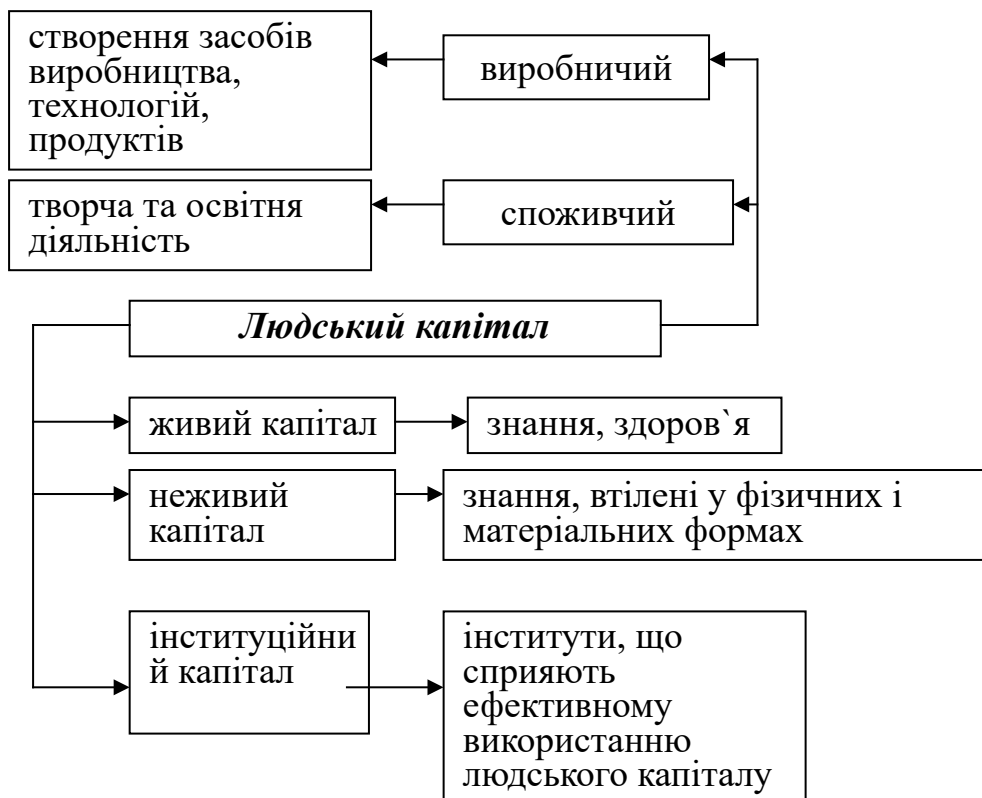 створення засобів
виробництва,
технологій,
продуктів
виробничий
творча та освітня
діяльність
споживчий
Людський капітал
живий капітал
знання, здоров`я
неживий
капітал
знання, втілені у фізичних і
матеріальних формах
інституційни
й капітал
інститути, що
сприяють
ефективному
використанню
людського капіталу